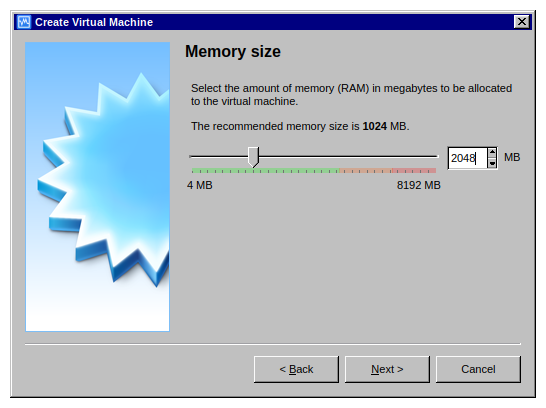 Create Virtual Machine
Memory size
Select the amount of memory (RAM) in megabytes to be allocated
to the virtual machine.
The recommended memory size is 1024 MB.
2048 MB
4 MB 8192 MB
< Back Next > Cancel